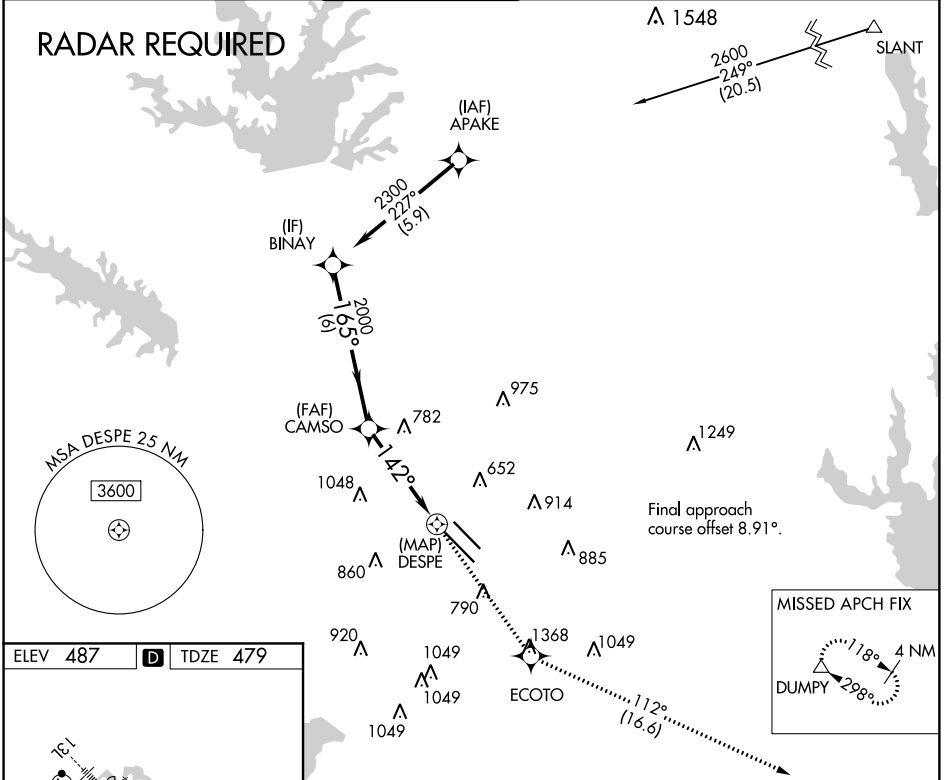 RADAR REQUIRED
1548
SLANT
2600
249°
(20.5)
(IAF)
APAKE
2300
227°
(5.9)
(IF)
BINAY
2000
165°
(6)
(FAF)
CAMSO
782
975
1249
142°
1048
652
914
Final approach
course offset 8.91°.
MSA DESPE 25 NM
3600
(MAP)
DESPE
860
885
790
920
1368
1049
1049
1049
1049
ECOTO
112°
(16.6)
MISSED APCH FIX
118°
4 NM
DUMPY
298°
ELEV 487 D TDZE 479
13L